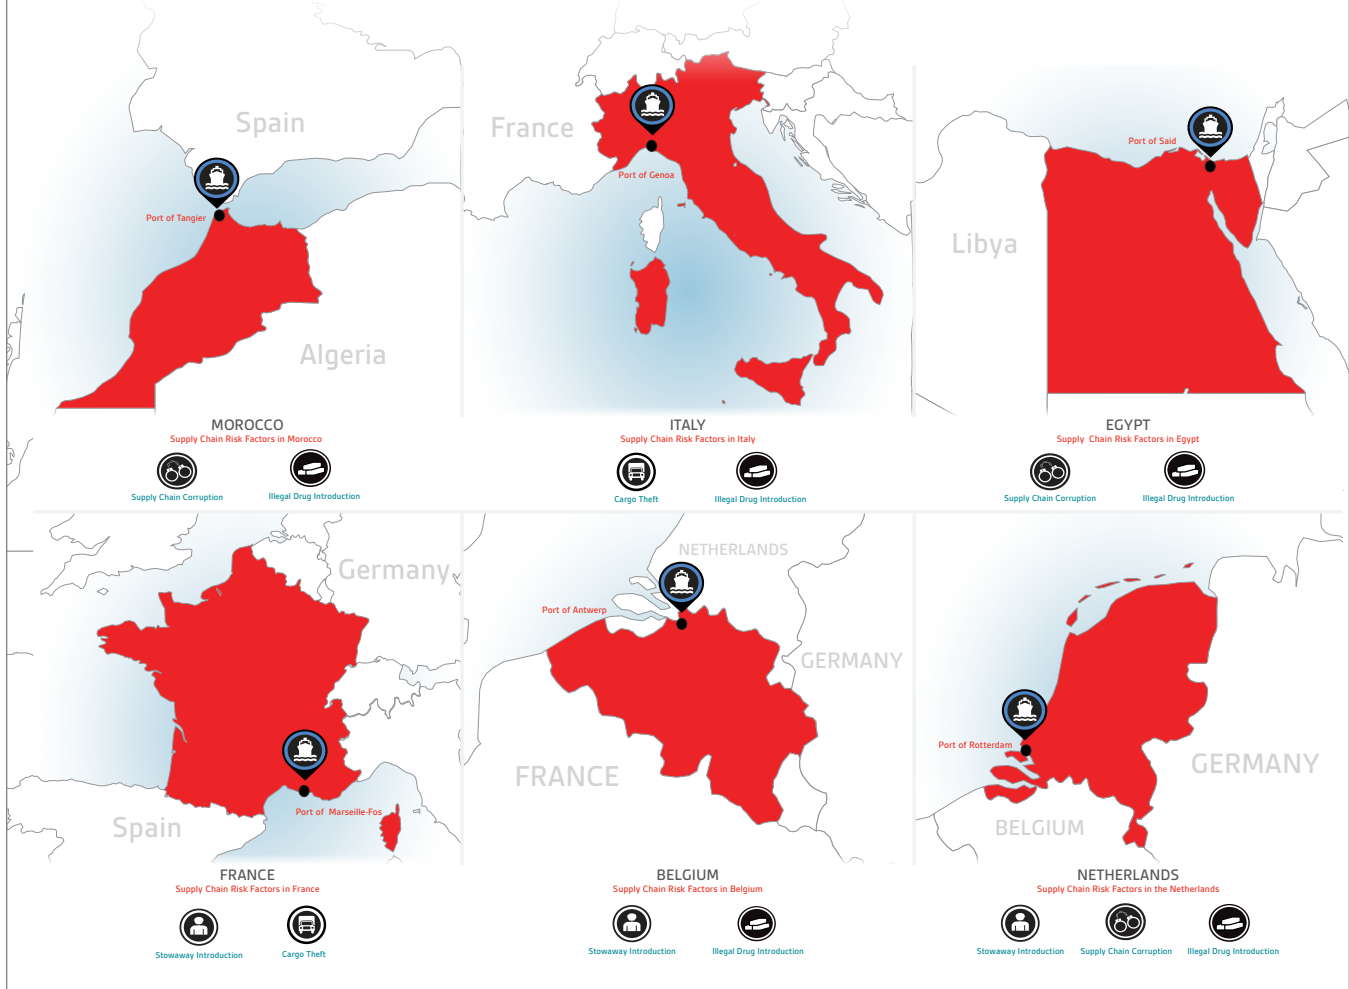 Spain
Port of Tangier
Algeria
MOROCCO
Supply Chain Risk Factors in Morocco
Supply Chain Corruption
Illegal Drug Introduction
France
Port of Genoa
ITALY
Supply Chain Risk Factors in Italy
Cargo Theft
Illegal Drug Introduction
Port of Said
Libya
EGYPT
Supply Chain Risk Factors in Egypt
Supply Chain Corruption
Illegal Drug Introduction
Germany
Port of Marseille-Fos
Spain
FRANCE
Supply Chain Risk Factors in France
Stowaway Introduction
Cargo Theft
NETHERLANDS
Port of Antwerp
GERMANY
FRANCE
BELGIUM
Supply Chain Risk Factors in Belgium
Stowaway Introduction
Illegal Drug Introduction
Port of Rotterdam
GERMANY
BELGIUM
NETHERLANDS
Supply Chain Risk Factors in the Netherlands
Stowaway Introduction
Supply Chain Corruption
Illegal Drug Introduction